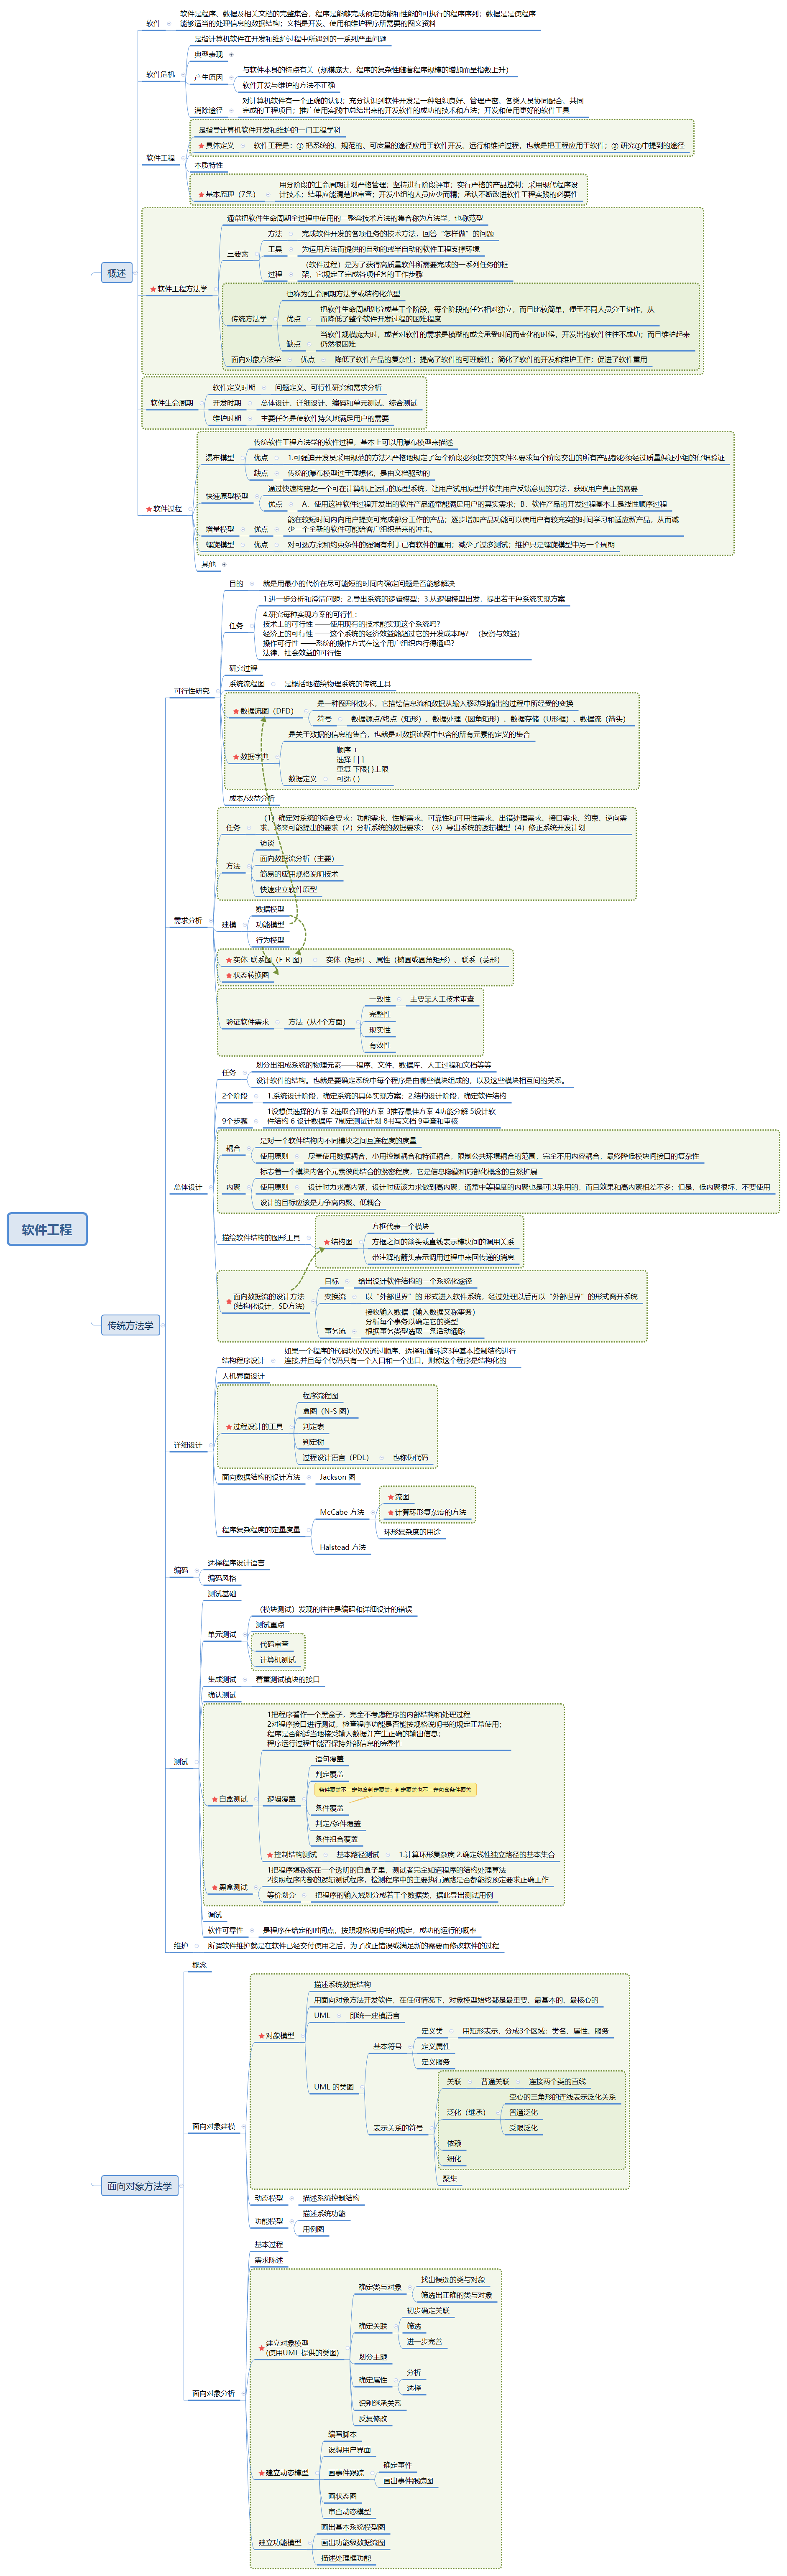 软件工程
概述
软件
软件是程序、数据及相关文档的完整集合，程序是能够完成预定功能和性能的可执行的程序序列；数据是是使程序
能够适当的处理信息的数据结构；文档是开发、使用和维护程序所需要的图文资料
软件危机
是指计算机软件在开发和维护过程中所遇到的一系列严重问题
典型表现
产生原因
与软件本身的特点有关（规模庞大，程序的复杂性随着程序规模的增加而呈指数上升）
软件开发与维护的方法不正确
消除途径
对计算机软件有一个正确的认识；充分认识到软件开发是一种组织良好、管理严密、各类人员协同配合、共同
完成的工程项目；推广使用实践中总结出来的开发软件的成功的技术和方法；开发和使用更好的软件工具
软件工程
是指导计算机软件开发和维护的一门工程学科
具体定义
软件工程是：① 把系统的、规范的、可度量的途径应用于软件开发、运行和维护过程，也就是把工程应用于软件；② 研究①中提到的途径
本质特性
基本原理（7条）
用分阶段的生命周期计划严格管理；坚持进行阶段评审；实行严格的产品控制；采用现代程序设
计技术；结果应能清楚地审查；开发小组的人员应少而精；承认不断改进软件工程实践的必要性
软件工程方法学
通常把软件生命周期全过程中使用的一整套技术方法的集合称为方法学，也称范型
三要素
方法
完成软件开发的各项任务的技术方法，回答“怎样做”的问题
工具
为运用方法而提供的自动的或半自动的软件工程支撑环境
过程
（软件过程）是为了获得高质量软件所需要完成的一系列任务的框
架，它规定了完成各项任务的工作步骤
传统方法学
也称为生命周期方法学或结构化范型
优点
把软件生命周期划分成基干个阶段，每个阶段的任务相对独立，而且比较简单，便于不同人员分工协作，从
而降低了整个软件开发过程的困难程度
缺点
当软件规模庞大时，或者对软件的需求是模糊的或会承受时间而变化的时候，开发出的软件往往不成功；而且维护起来
仍然很困难
面向对象方法学
优点
降低了软件产品的复杂性；提高了软件的可理解性；简化了软件的开发和维护工作；促进了软件重用
软件生命周期
软件定义时期
问题定义、可行性研究和需求分析
开发时期
总体设计、详细设计、编码和单元测试、综合测试
维护时期
主要任务是使软件持久地满足用户的需要
软件过程
瀑布模型
传统软件工程方法学的软件过程，基本上可以用瀑布模型来描述
优点
1.可强迫开发员采用规范的方法2.严格地规定了每个阶段必须提交的文件3.要求每个阶段交出的所有产品都必须经过质量保证小组的仔细验证
缺点
传统的瀑布模型过于理想化，是由文档驱动的
快速原型模型
通过快速构建起一个可在计算机上运行的原型系统，让用户试用原型并收集用户反馈意见的方法，获取用户真正的需要
优点
A．使用这种软件过程开发出的软件产品通常能满足用户的真实需求；B．软件产品的开发过程基本上是线性顺序过程
增量模型
优点
能在较短时间内向用户提交可完成部分工作的产品；逐步增加产品功能可以使用户有较充实的时间学习和适应新产品，从而减
少一个全新的软件可能给客户组织带来的冲击。
螺旋模型
优点
对可选方案和约束条件的强调有利于已有软件的重用；减少了过多测试；维护只是螺旋模型中另一个周期
其他
传统方法学
可行性研究
目的
就是用最小的代价在尽可能短的时间内确定问题是否能够解决
任务
1.进一步分析和澄清问题；2.导出系统的逻辑模型；3.从逻辑模型出发，提出若干种系统实现方案
4.研究每种实现方案的可行性：
技术上的可行性 ——使用现有的技术能实现这个系统吗？
经济上的可行性 ——这个系统的经济效益能超过它的开发成本吗？（投资与效益）
操作可行性 ——系统的操作方式在这个用户组织内行得通吗？
法律、社会效益的可行性
研究过程
系统流程图
是概括地描绘物理系统的传统工具
数据流图（DFD）
是一种图形化技术，它描绘信息流和数据从输入移动到输出的过程中所经受的变换
符号
数据源点/终点（矩形）、数据处理（圆角矩形）、数据存储（U形框）、数据流（箭头）
数据字典
是关于数据的信息的集合，也就是对数据流图中包含的所有元素的定义的集合
数据定义
顺序 +
选择 [ | ]
重复 下限{ }上限
可选 ( )
成本/效益分析
需求分析
任务
（1）确定对系统的综合要求；功能需求、性能需求、可靠性和可用性需求、出错处理需求、接口需求、约束、逆向需
求、将来可能提出的要求（2）分析系统的数据要求：（3）导出系统的逻辑模型（4）修正系统开发计划
方法
访谈
面向数据流分析（主要）
简易的应用规格说明技术
快速建立软件原型
建模
数据模型
功能模型
行为模型
实体-联系图（E-R 图）
实体（矩形）、属性（椭圆或圆角矩形）、联系（菱形）
状态转换图
验证软件需求
方法（从4个方面）
一致性
主要靠人工技术审查
完整性
现实性
有效性
总体设计
任务
划分出组成系统的物理元素——程序、文件、数据库、人工过程和文档等等
设计软件的结构。也就是要确定系统中每个程序是由哪些模块组成的，以及这些模块相互间的关系。
2个阶段
1.系统设计阶段，确定系统的具体实现方案；2.结构设计阶段，确定软件结构
9个步骤
1设想供选择的方案 2选取合理的方案 3推荐最佳方案 4功能分解 5设计软
件结构 6 设计数据库 7制定测试计划 8书写文档 9审查和审核
耦合
是对一个软件结构内不同模块之间互连程度的度量
使用原则
尽量使用数据耦合，小用控制耦合和特征耦合，限制公共环境耦合的范围，完全不用内容耦合，最终降低模块间接口的复杂性
内聚
标志着一个模块内各个元素彼此结合的紧密程度，它是信息隐藏和局部化概念的自然扩展
使用原则
设计时力求高内聚，设计时应该力求做到高内聚，通常中等程度的内聚也是可以采用的，而且效果和高内聚相差不多；但是，低内聚很坏，不要使用
设计的目标应该是力争高内聚、低耦合
描绘软件结构的图形工具
结构图
方框代表一个模块
方框之间的箭头或直线表示模块间的调用关系
带注释的箭头表示调用过程中来回传递的消息
面向数据流的设计方法
(结构化设计，SD方法)
目标
给出设计软件结构的一个系统化途径
变换流
以“外部世界”的 形式进入软件系统，经过处理以后再以“外部世界”的形式离开系统
事务流
接收输入数据（输入数据又称事务）
分析每个事务以确定它的类型
根据事务类型选取一条活动通路
详细设计
结构程序设计
如果一个程序的代码块仅仅通过顺序，选择和循环这3种基本控制结构进行
连接,并且每个代码只有一个入口和一个出口，则称这个程序是结构化的
人机界面设计
过程设计的工具
程序流程图
盒图（N-S 图）
判定表
判定树
过程设计语言（PDL）
也称伪代码
面向数据结构的设计方法
Jackson 图
程序复杂程度的定量度量
McCabe 方法
流图
计算环形复杂度的方法
环形复杂度的用途
Halstead 方法
编码
选择程序设计语言
编码风格
测试
测试基础
单元测试
（模块测试）发现的往往是编码和详细设计的错误
测试重点
代码审查
计算机测试
集成测试
着重测试模块的接口
确认测试
白盒测试
1把程序看作一个黑盒子，完全不考虑程序的内部结构和处理过程
2对程序接口进行测试，检查程序功能是否能按规格说明书的规定正常使用；
程序是否能适当地接受输入数据并产生正确的输出信息；
程序运行过程中能否保持外部信息的完整性
逻辑覆盖
语句覆盖
判定覆盖
条件覆盖不一定包含判定覆盖；判定覆盖也不一定包含条件覆盖
条件覆盖
判定/条件覆盖
条件组合覆盖
控制结构测试
基本路径测试
1.计算环形复杂度 2.确定线性独立路径的基本集合
黑盒测试
1把程序堪称装在一个透明的白盒子里，测试者完全知道程序的结构处理算法
2按照程序内部的逻辑测试程序，检测程序中的主要执行通路是否都能按预定要求正确工作
等价划分
把程序的输入域划分成若干个数据类，据此导出测试用例
调试
软件可靠性
是程序在给定的时间点，按照规格说明书的规定，成功的运行的概率
维护
所谓软件维护就是在软件已经交付使用之后，为了改正错误或满足新的需要而修改软件的过程
面向对象方法学
概念
面向对象建模
对象模型
描述系统数据结构
用面向对象方法开发软件，在任何情况下，对象模型始终都是最重要、最基本的、最核心的
UML
即统一建模语言
UML 的类图
基本符号
定义类
用矩形表示，分成3个区域：类名、属性、服务
定义属性
定义服务
表示关系的符号
关联
普通关联
连接两个类的直线
泛化（继承）
空心的三角形的连线表示泛化关系
普通泛化
受限泛化
依赖
细化
聚集
动态模型
描述系统控制结构
功能模型
描述系统功能
用例图
面向对象分析
基本过程
需求陈述
建立对象模型
(使用UML 提供的类图)
确定类与对象
找出候选的类与对象
筛选出正确的类与对象
确定关联
初步确定关联
筛选
进一步完善
划分主题
确定属性
分析
选择
识别继承关系
反复修改
建立动态模型
编写脚本
设想用户界面
画事件跟踪
确定事件
画出事件跟踪图
画状态图
审查动态模型
建立功能模型
画出基本系统模型图
画出功能级数据流图
描述处理框功能